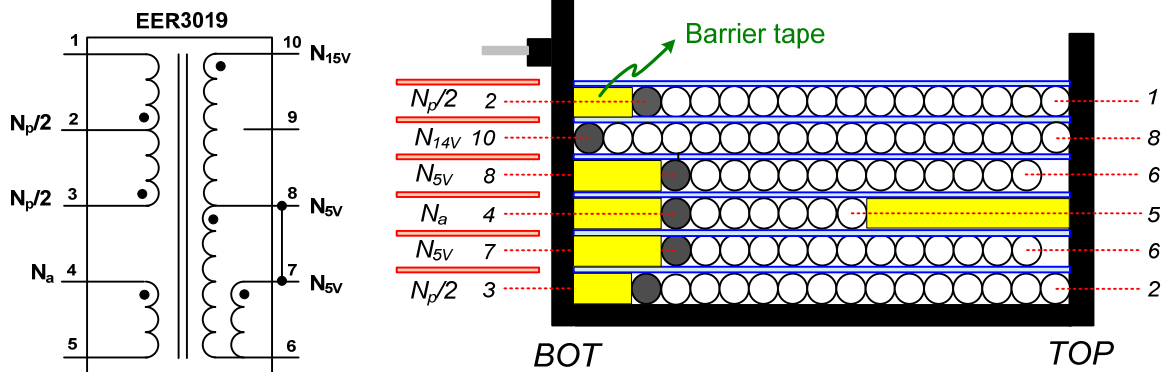 EER3019
1
10 N15V
Np/2 2
9
Np/2 3
8 N5V
Na 4
7 N5V
5
6
Barrier tape
Np/2 2 1
N14V 10 8
N5V 8 6
Na 4 5
N5V 7 6
Np/2 3 2
BOT TOP